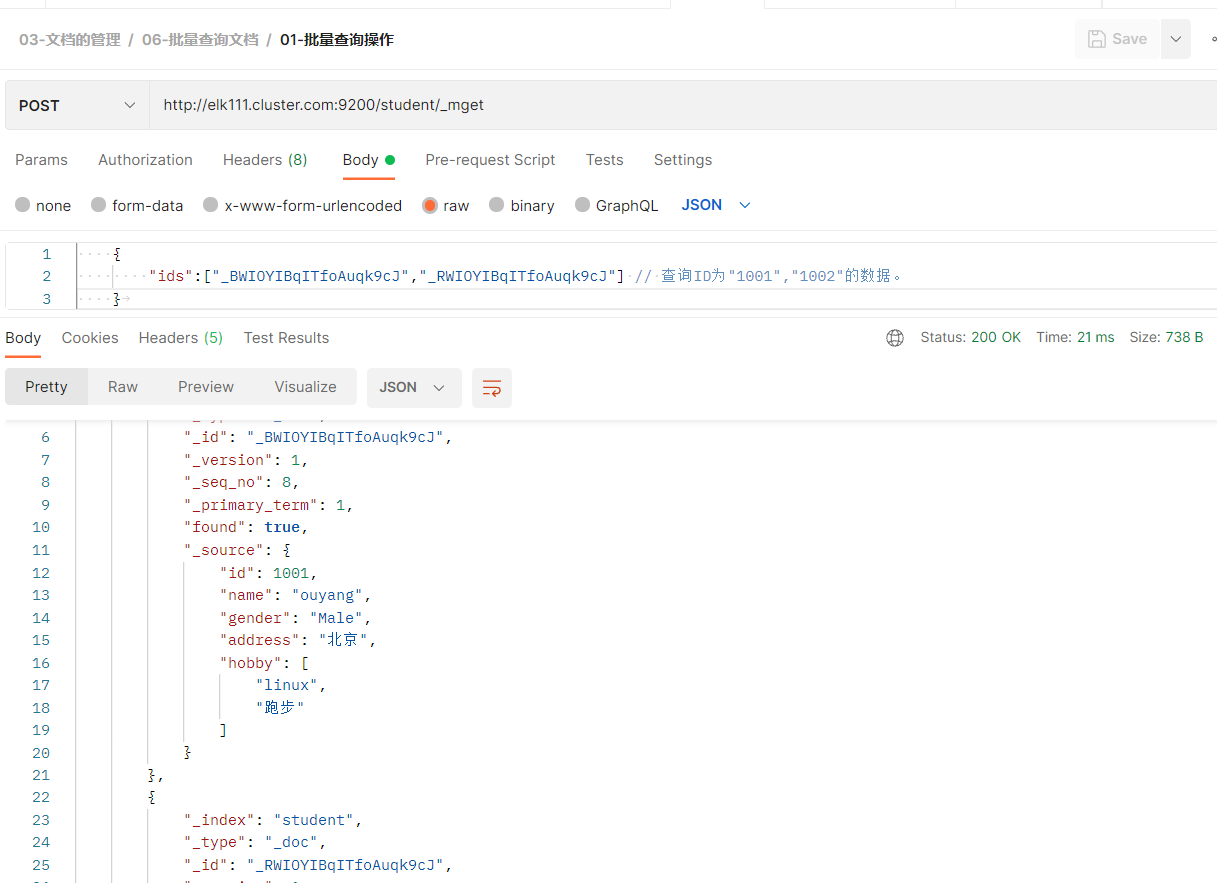 03-文档的管理 / 06-批量查询文档 / 01-批量查询操作
Save
POST http://elk111.cluster.com:9200/student/_mget
Params Authorization Headers (8) Body Pre-request Script Tests Settings
none form-data x-www-form-urlencoded raw binary GraphQL JSON
1 {
2 "ids":["_BWIOYIBqITfoAuqk9cJ","_RWIOYIBqITfoAuqk9cJ"] // 查询ID为"1001","1002"的数据。
3 }
Body Cookies Headers (5) Test Results Status: 200 OK Time: 21 ms Size: 738 B
Pretty Raw Preview Visualize JSON
6 "_id": "_BWIOYIBqITfoAuqk9cJ",
7 "_version": 1,
8 "_seq_no": 8,
9 "_primary_term": 1,
10 "found": true,
11 "_source": {
12 "id": 1001,
13 "name": "ouyang",
14 "gender": "Male",
15 "address": "北京",
16 "hobby": [
17 "linux",
18 "跑步"
19 ]
20 }
21 },
22 {
23 "_index": "student",
24 "_type": "_doc",
25 "_id": "_RWIOYIBqITfoAuqk9cJ",